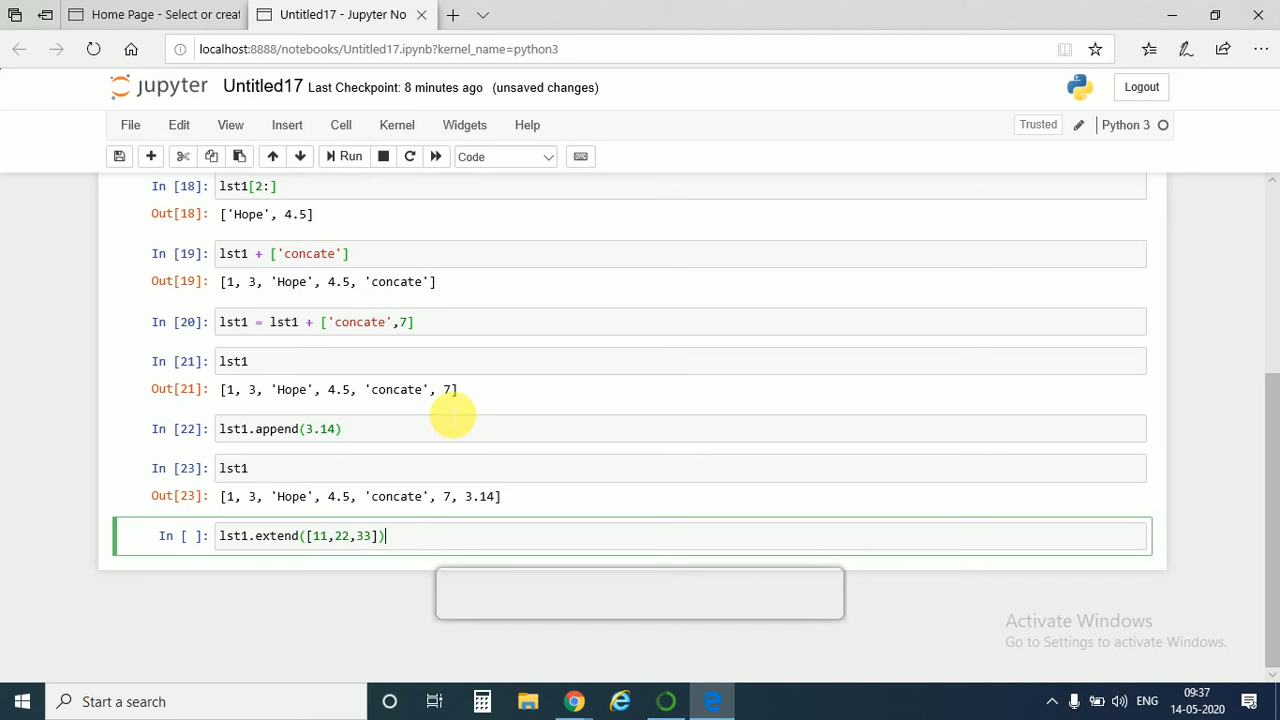 Home Page - Select or creat
Untitled17 - Jupyter No
localhost:8888/notebooks/Untitled17.ipynb?kernel_name=python3
jupyter Untitled17 Last Checkpoint: 8 minutes ago (unsaved changes)
Logout
File Edit View Insert Cell Kernel Widgets Help
Trusted
Python 3
Run
Code
In [18]: lst1[2:]
Out[18]: ['Hope', 4.5]
In [19]: lst1 + ['concate']
Out[19]: [1, 3, 'Hope', 4.5, 'concate']
In [20]: lst1 = lst1 + ['concate',7]
In [21]: lst1
Out[21]: [1, 3, 'Hope', 4.5, 'concate', 7]
In [22]: lst1.append(3.14)
In [23]: lst1
Out[23]: [1, 3, 'Hope', 4.5, 'concate', 7, 3.14]
In [ ]: lst1.extend([11,22,33])
Activate Windows
Go to Settings to activate Windows.
Start a search
ENG
09:37
14-05-2020